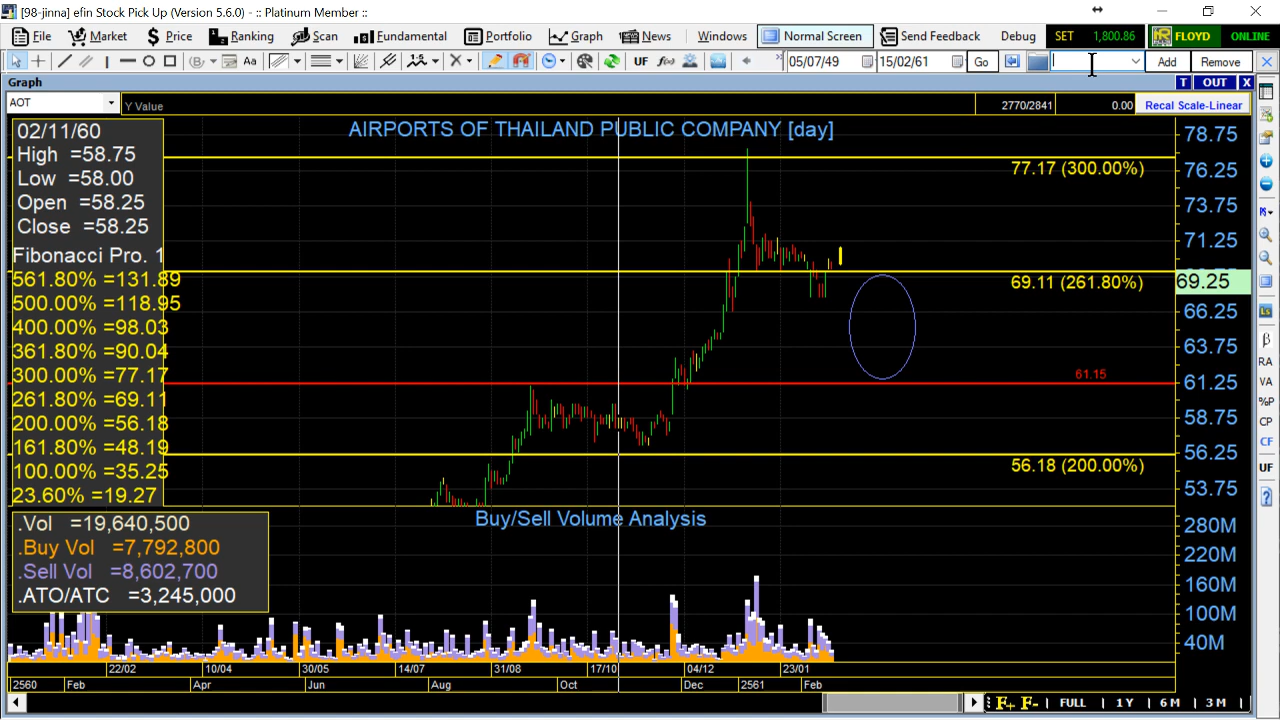 [98-jinna] efin Stock Pick Up (Version 5.6.0) - :: Platinum Member ::
File Market Price Ranking Scan Fundamental Portfolio Graph News Windows Normal Screen Send Feedback Debug SET 1,800.86 FLOYD ONLINE
Aa UF f(x) 05/07/49 15/02/61 Go Add Remove
Graph T OUT X
AOT Y Value 2770/2841 0.00 Recal Scale-Linear
AIRPORTS OF THAILAND PUBLIC COMPANY [day]
02/11/60
High =58.75
Low =58.00
Open =58.25
Close =58.25
Fibonacci Pro. 1
561.80% =131.89
500.00% =118.95
400.00% =98.03
361.80% =90.04
300.00% =77.17
261.80% =69.11
200.00% =56.18
161.80% =48.19
100.00% =35.25
23.60% =19.27
77.17 (300.00%)
69.11 (261.80%)
61.15
56.18 (200.00%)
78.75
76.25
73.75
71.25
69.25
66.25
63.75
61.25
58.75
56.25
53.75
Ls
β
RA
VA
%P
CP
CF
UF
Buy/Sell Volume Analysis
.Vol =19,640,500
.Buy Vol =7,792,800
.Sell Vol =8,602,700
.ATO/ATC =3,245,000
280M
220M
160M
100M
40M
22/02 10/04 30/05 14/07 31/08 17/10 04/12 23/01
2560 Feb Apr Jun Aug Oct Dec 2561 Feb
F+ F- FULL 1 Y 6 M 3 M